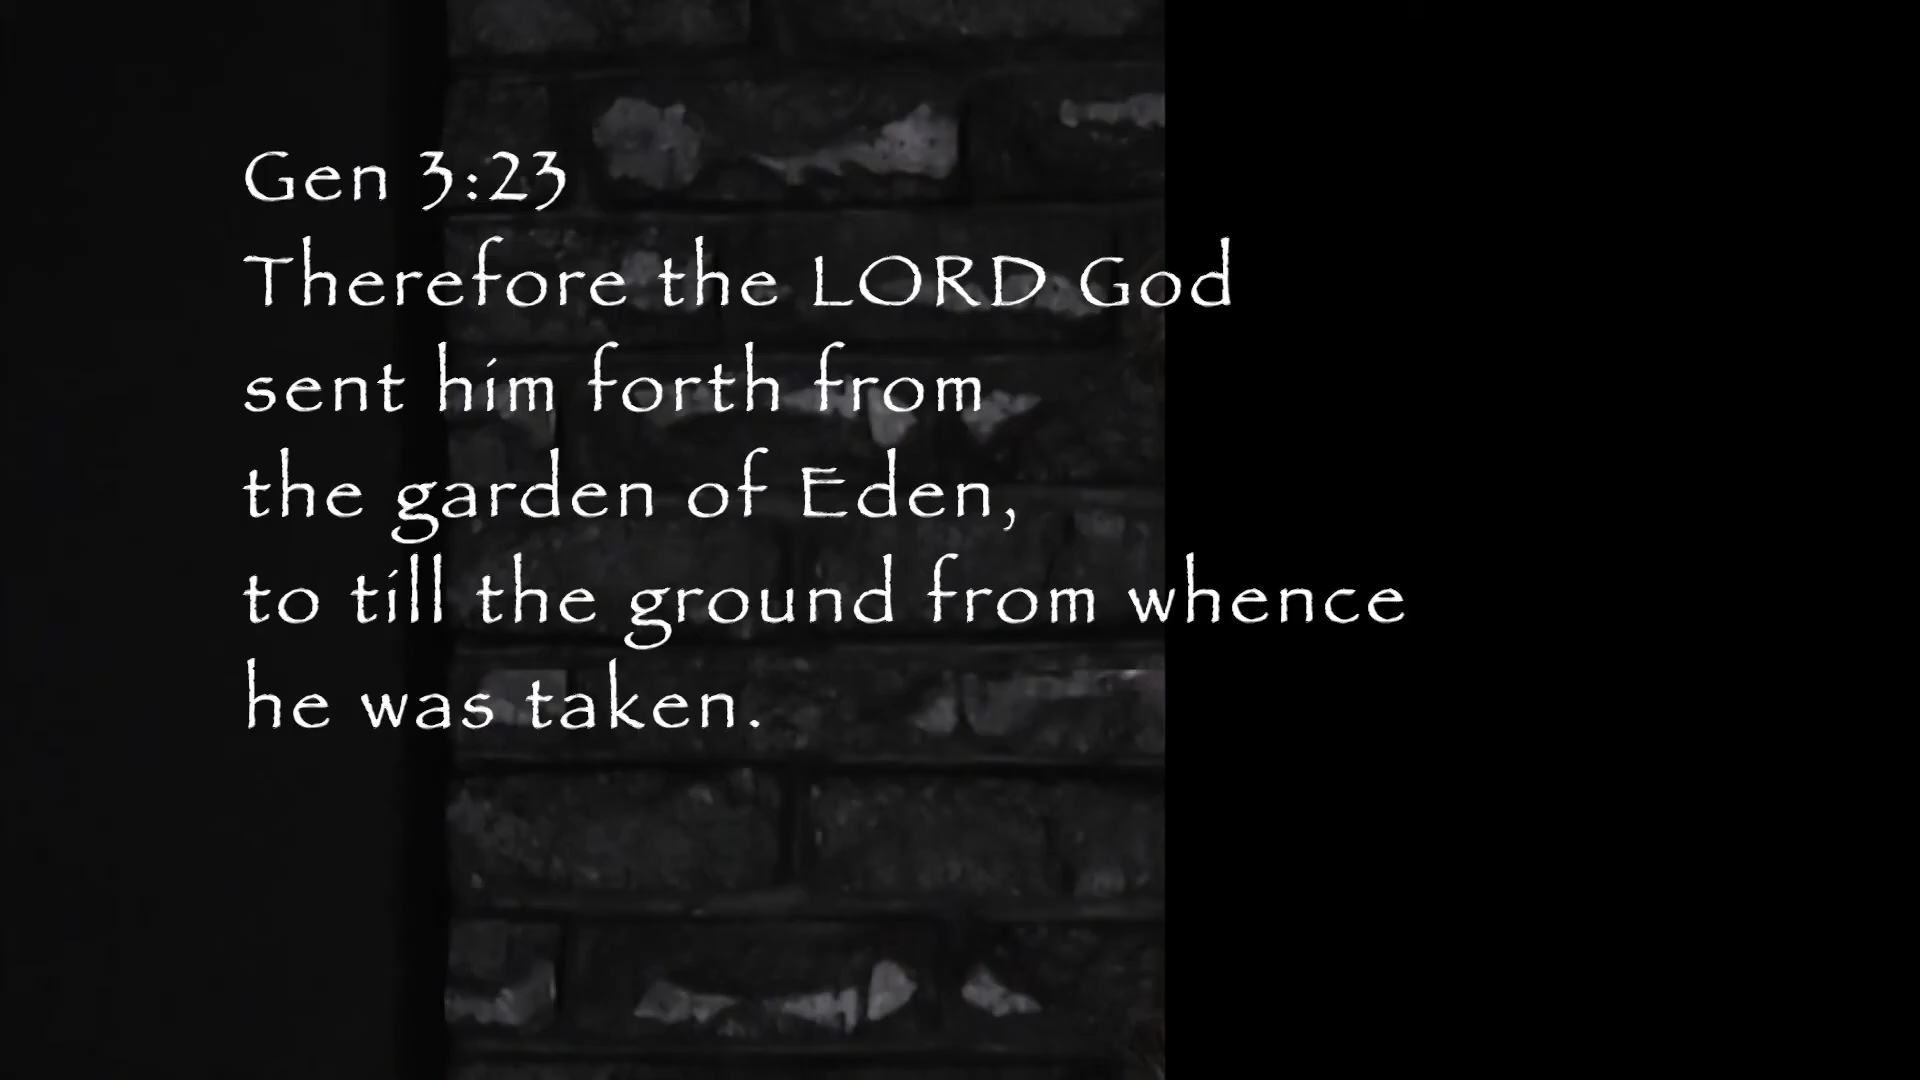 Gen 3:23
Therefore the LORD God
sent him forth from
the garden of Eden,
to till the ground from whence
he was taken.